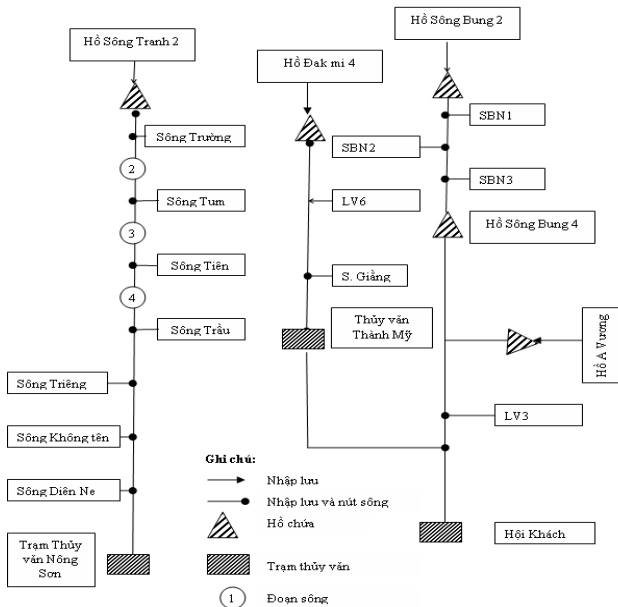 Hồ Sông Tranh 2
Sông Trường
2
Sông Tum
3
Sông Tiên
4
Sông Trầu
Sông Triêng
Sông Không tên
Sông Diên Ne
Trạm Thủy
văn Nông
Sơn
Hồ Đak mi 4
SBN2
LV6
S. Giằng
Thủy văn
Thành Mỹ
Hồ Sông Bung 2
SBN1
SBN3
Hồ Sông Bung 4
Hồ A Vương
LV3
Hội Khách
Ghi chú:
Nhập lưu
Nhập lưu và nút sông
Hồ chứa
Trạm thủy văn
1
Đoạn sông